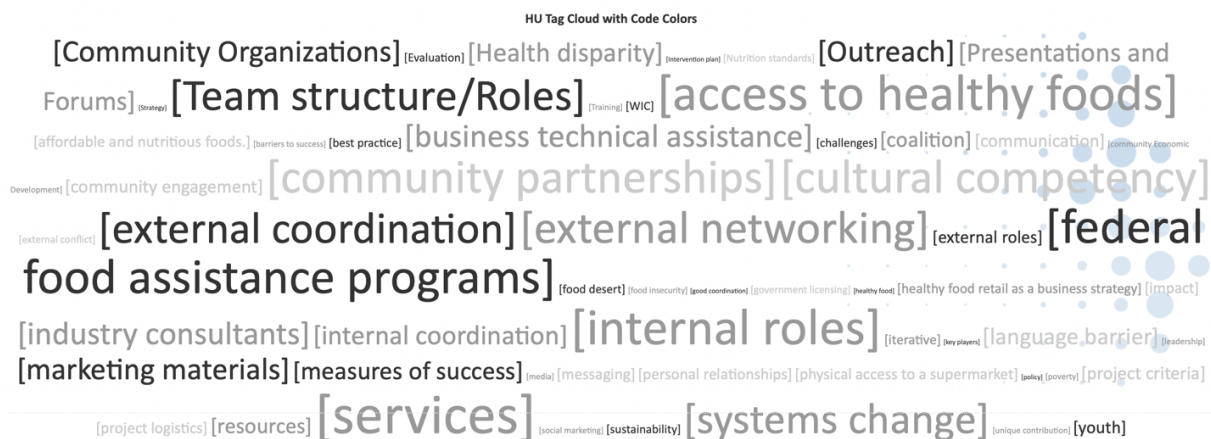 HU Tag Cloud with Code Colors
[Community Organizations] [Evaluation] [Health disparity] [Intervention plan] [Nutrition standards] [Outreach] [Presentations and
Forums] [Strategy] [Team structure/Roles] [Training] [WIC] [access to healthy foods]
[affordable and nutritious foods.] [barriers to success] [best practice] [business technical assistance] [challenges] [coalition] [communication] [community Economic
Development] [community engagement] [community partnerships] [cultural competency]
[external conflict] [external coordination] [external networking] [external roles] [federal
food assistance programs] [food desert] [food insecurity] [good coordination] [government licensing] [healthy food] [healthy food retail as a business strategy] [impact]
[industry consultants] [internal coordination] [internal roles] [iterative] [key players] [language barrier] [leadership]
[marketing materials] [measures of success] [media] [messaging] [personal relationships] [physical access to a supermarket] [policy] [poverty] [project criteria]
[project logistics] [resources] [services] [social marketing] [sustainability] [systems change] [unique contribution] [youth]